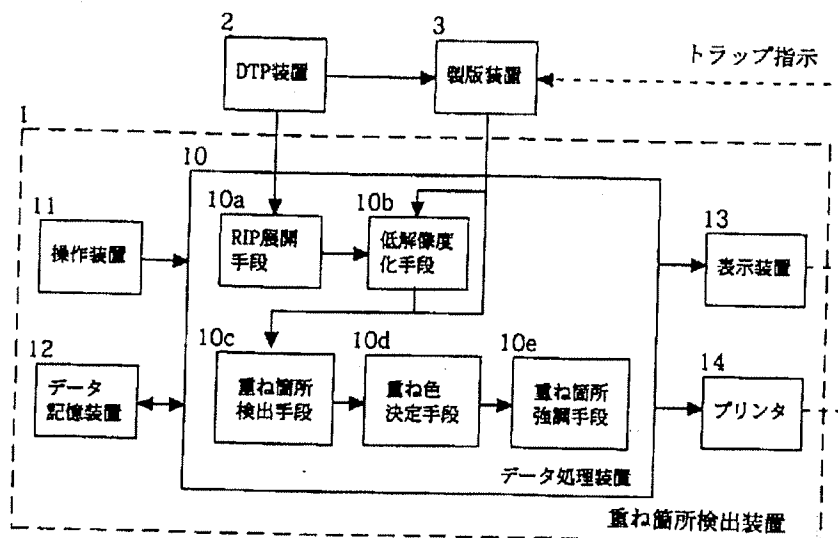 2
3
DTP装置
製版装置
トラップ指示
1
10
10a
10b
11
操作装置
RIP展開
手段
低解像度
化手段
13
表示装置
12
データ
記憶装置
10c
重ね箇所
検出手段
10d
重ね色
決定手段
10e
重ね箇所
強調手段
14
プリンタ
データ処理装置
重ね箇所検出装置